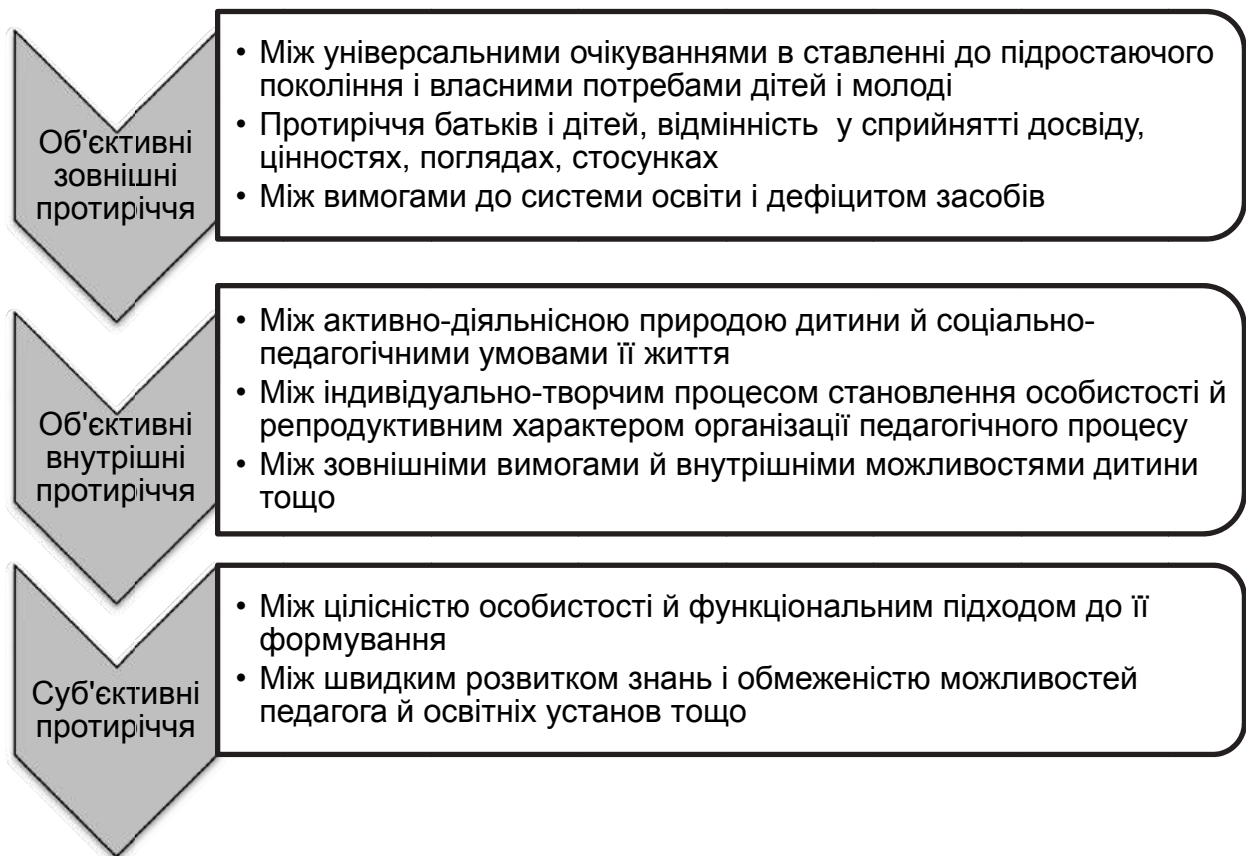 Об'єктивні
зовнішні
протиріччя
• Між універсальними очікуваннями в ставленні до підростаючого
покоління і власними потребами дітей і молоді
• Протиріччя батьків і дітей, відмінність у сприйнятті досвіду,
цінностях, поглядах, стосунках
• Між вимогами до системи освіти і дефіцитом засобів
Об'єктивні
внутрішні
протиріччя
• Між активно-діяльнісною природою дитини й соціально-
педагогічними умовами її життя
• Між індивідуально-творчим процесом становлення особистості й
репродуктивним характером організації педагогічного процесу
• Між зовнішніми вимогами й внутрішніми можливостями дитини
тощо
Суб'єктивні
протиріччя
• Між цілісністю особистості й функціональним підходом до її
формування
• Між швидким розвитком знань і обмеженістю можливостей
педагога й освітніх установ тощо